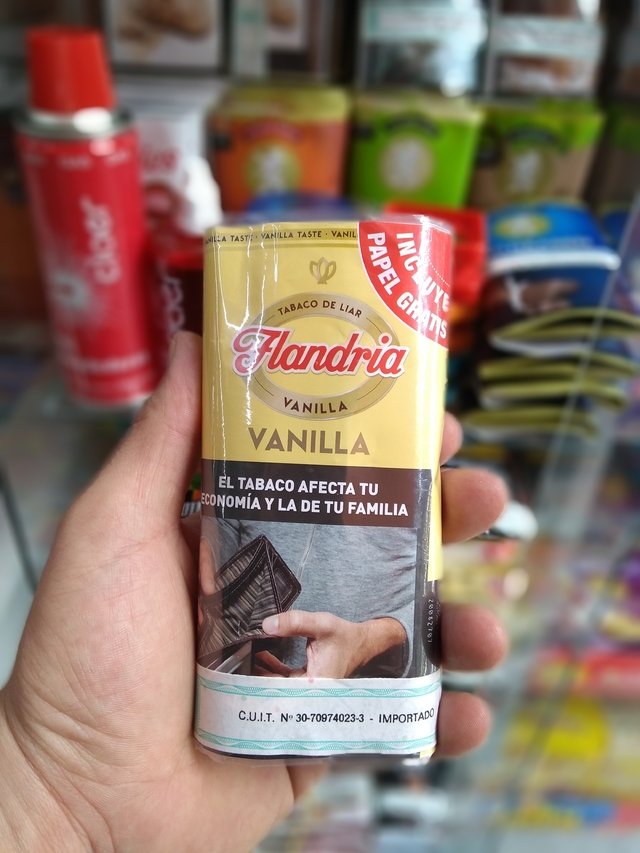 VANILLA TASTE · VANILLA TASTE · VANIL
INCLUYE
PAPEL GRATIS
TABACO DE LIAR
Flandria
VANILLA
VANILLA
EL TABACO AFECTA TU
ECONOMÍA Y LA DE TU FAMILIA
C.U.I.T. Nº 30-70974023-3 - IMPORTADO
cloer